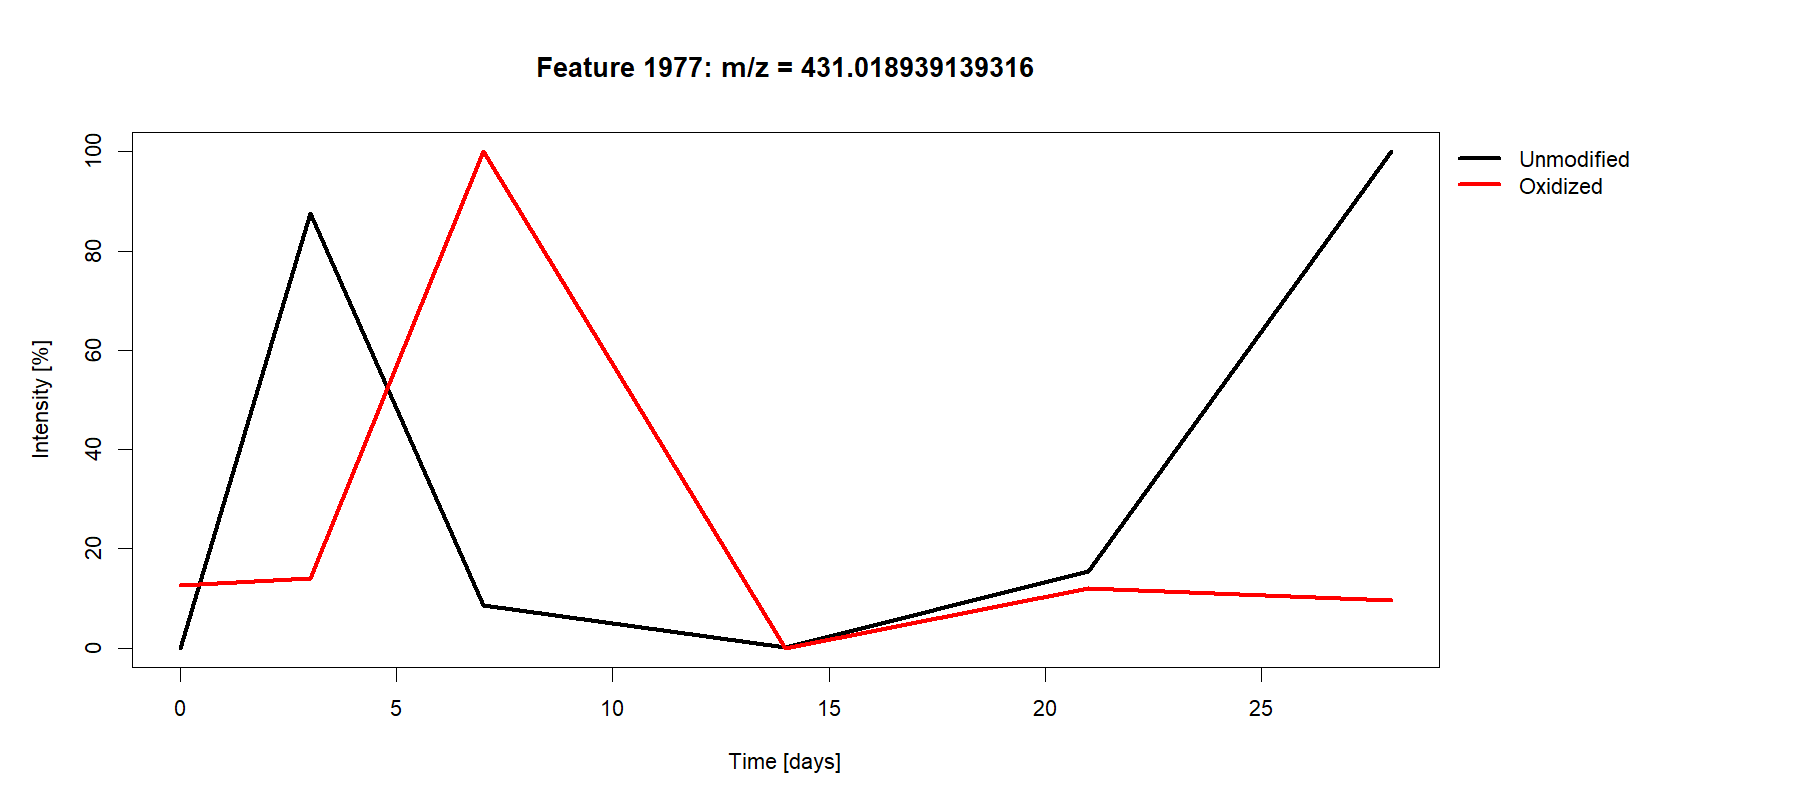 Feature 1977: m/z = 431.018939139316
Unmodified
Oxidized
Intensity [%]
100
80
60
40
20
0
0 5 10 15 20 25
Time [days]